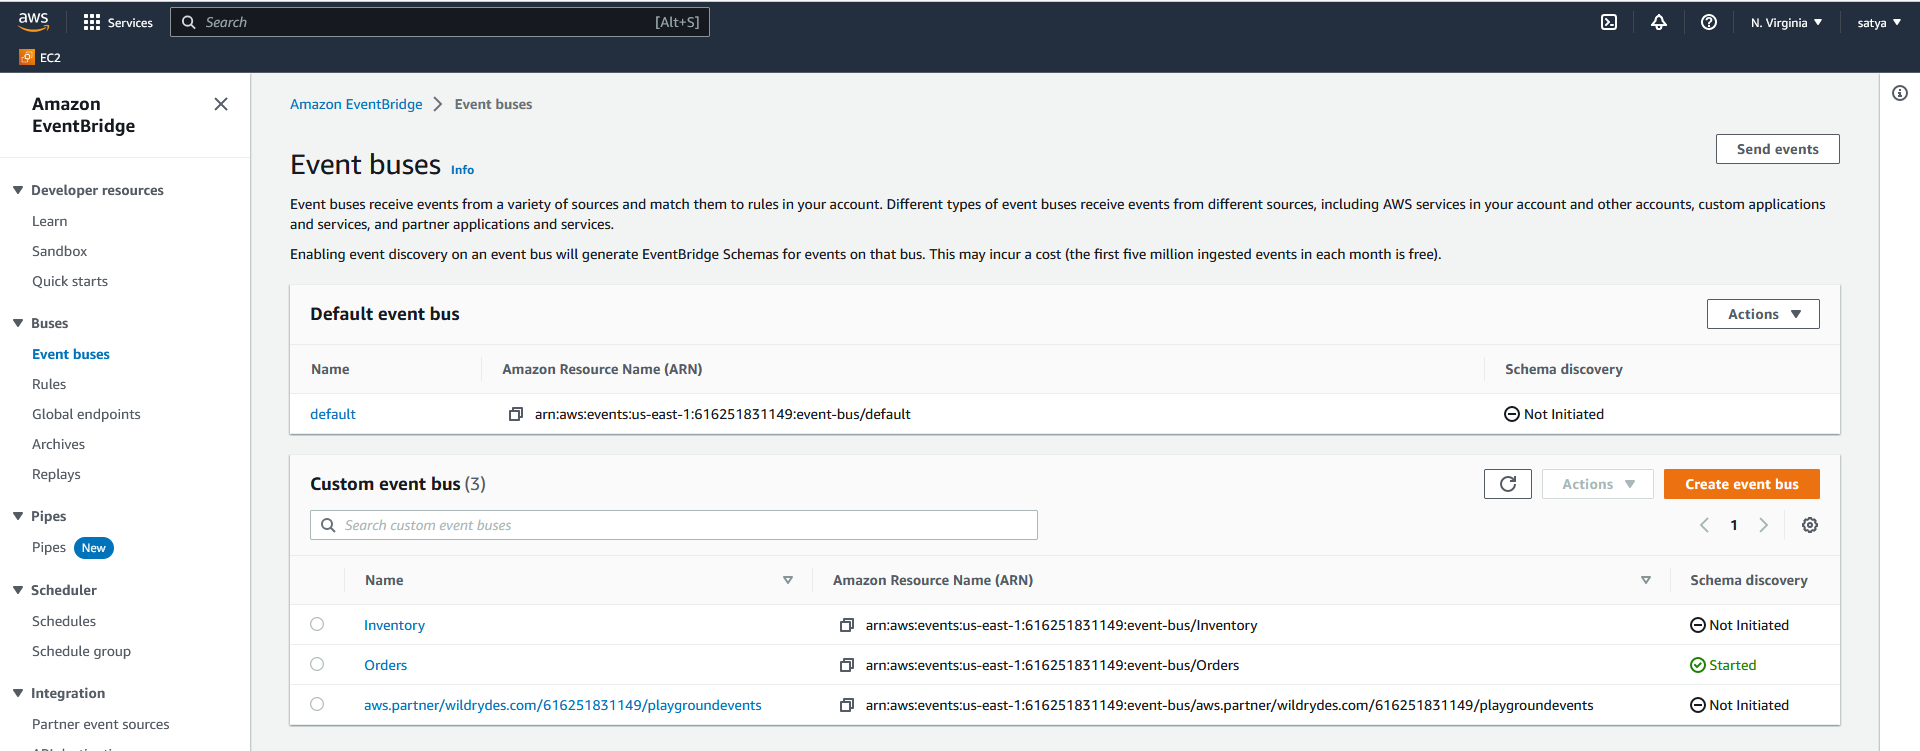 aws
Services
Search
[Alt+S]
N. Virginia
satya
EC2
Amazon
EventBridge
Developer resources
Learn
Sandbox
Quick starts
Buses
Event buses
Rules
Global endpoints
Archives
Replays
Pipes
Pipes New
Scheduler
Schedules
Schedule group
Integration
Partner event sources
Amazon EventBridge
Event buses
Send events
Event buses Info
Event buses receive events from a variety of sources and match them to rules in your account. Different types of event buses receive events from different sources, including AWS services in your account and other accounts, custom applications
and services, and partner applications and services.
Enabling event discovery on an event bus will generate EventBridge Schemas for events on that bus. This may incur a cost (the first five million ingested events in each month is free).
Default event bus
Actions
Name Amazon Resource Name (ARN) Schema discovery
default arn:aws:events:us-east-1:616251831149:event-bus/default Not Initiated
Custom event bus (3)
Actions
Create event bus
Search custom event buses
1
Name Amazon Resource Name (ARN) Schema discovery
Inventory arn:aws:events:us-east-1:616251831149:event-bus/Inventory Not Initiated
Orders arn:aws:events:us-east-1:616251831149:event-bus/Orders Started
aws.partner/wildrydes.com/616251831149/playgroundevents arn:aws:events:us-east-1:616251831149:event-bus/aws.partner/wildrydes.com/616251831149/playgroundevents Not Initiated